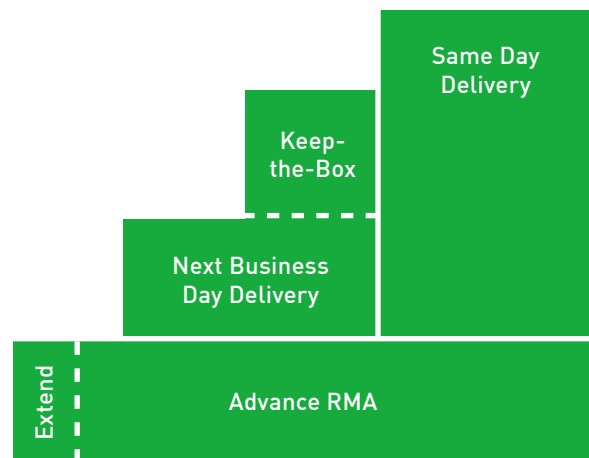 Same Day
Delivery
Keep-
the-Box
Next Business
Day Delivery
Extend
Advance RMA